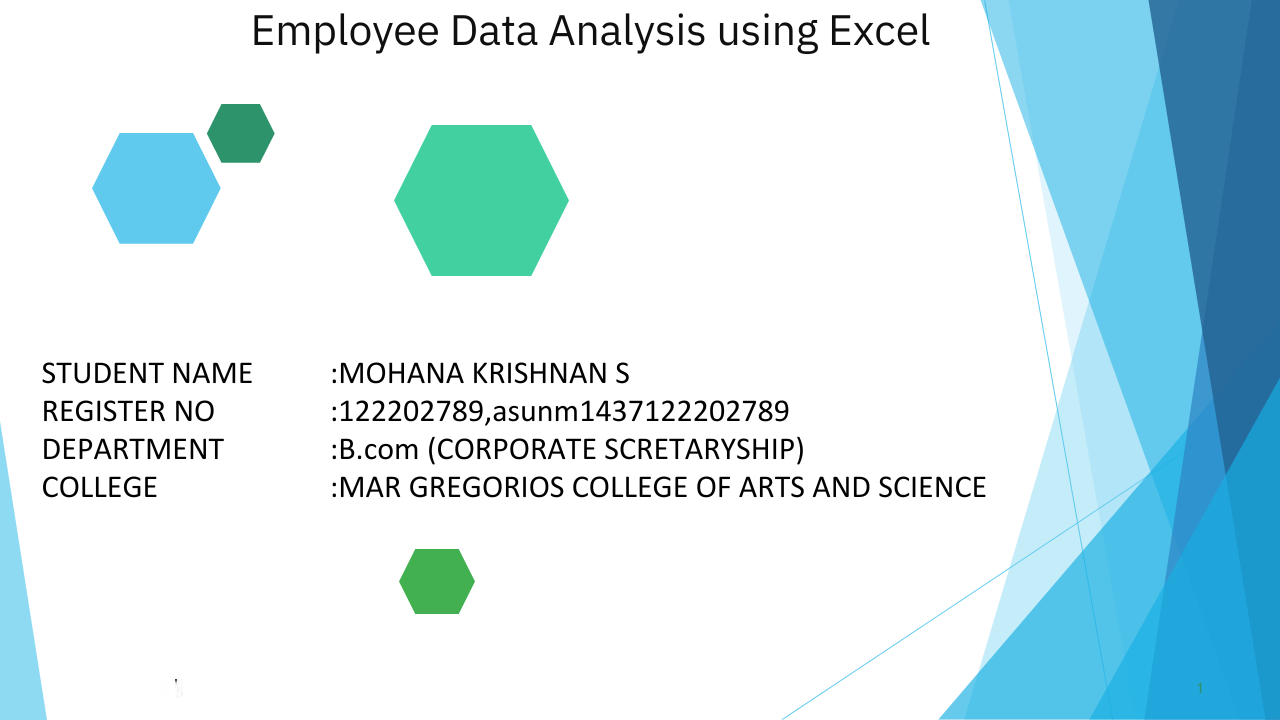 Employee Data Analysis using Excel
STUDENT NAME :MOHANA KRISHNAN S
REGISTER NO :122202789,asunm1437122202789
DEPARTMENT :B.com (CORPORATE SCRETARYSHIP)
COLLEGE :MAR GREGORIOS COLLEGE OF ARTS AND SCIENCE
1